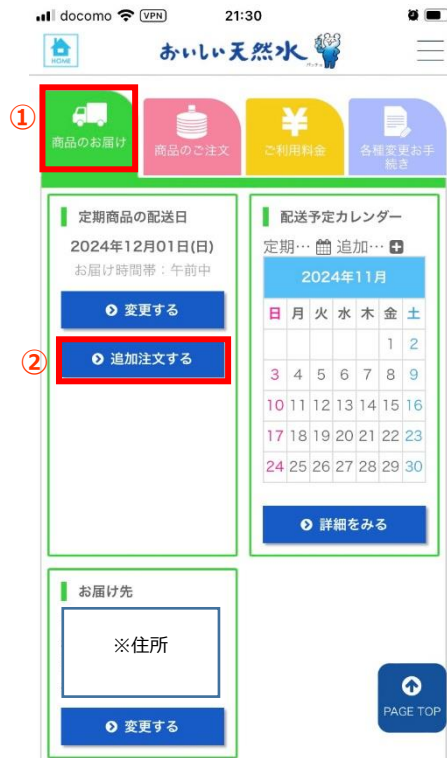 docomo VPN 21:30
HOME
おいしい天然水
①
商品のお届け
商品のご注文
¥
ご利用料金
各種変更お手
続き
定期商品の配送日
2024年12月01日(日)
お届け時間帯：午前中
変更する
②
追加注文する
配送予定カレンダー
定期… 追加…
2024年11月
日 月 火 水 木 金 土
1 2
3 4 5 6 7 8 9
10 11 12 13 14 15 16
17 18 19 20 21 22 23
24 25 26 27 28 29 30
詳細をみる
お届け先
※住所
変更する
PAGE TOP